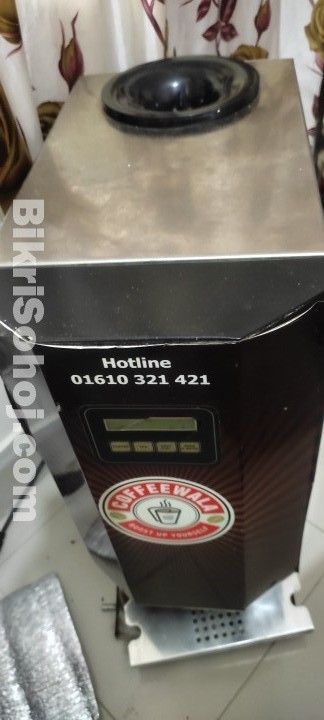 BikriSohoj.com
Hotline
01610 321 421
COFFEEWALA
BOOST UP YOURSELF